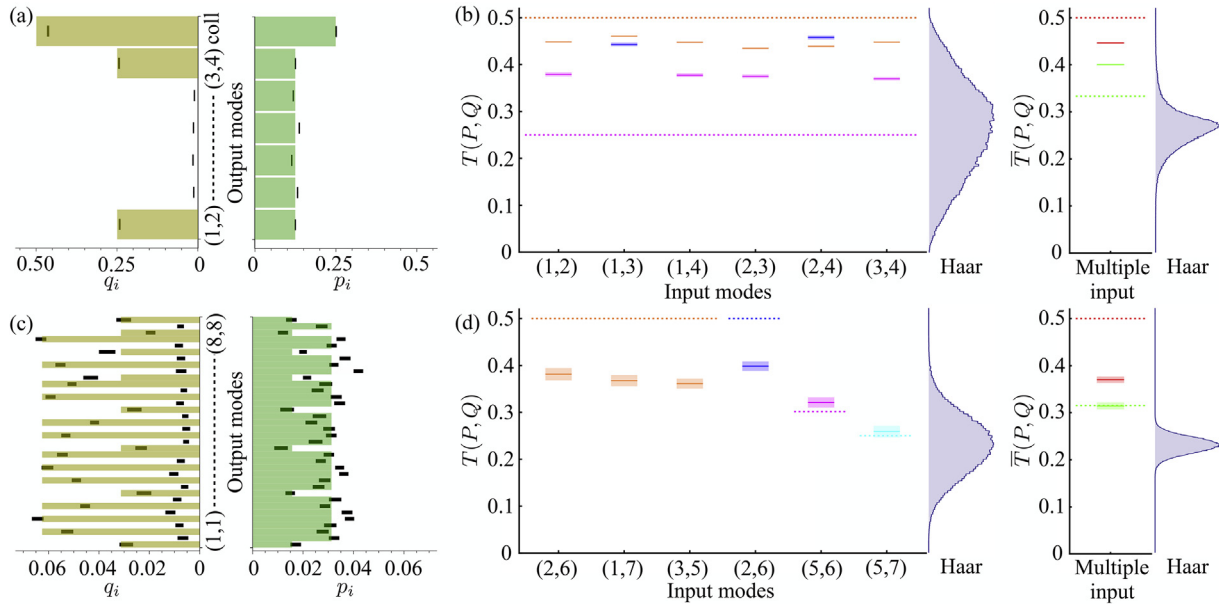 (a)
coll
(3,4)
Output modes
(1,2)
0.50 0.25 0
q_i
0 0.25 0.5
p_i
(b)
T(P,Q)
0.5
0.4
0.3
0.2
0.1
0
(1,2) (1,3) (1,4) (2,3) (2,4) (3,4) Haar
Input modes
T̅(P,Q)
0.5
0.4
0.3
0.2
0.1
0
Multiple input Haar
(c)
(8,8)
Output modes
(1,1)
0.06 0.04 0.02 0
q_i
0 0.02 0.04 0.06
p_i
(d)
T(P,Q)
0.5
0.4
0.3
0.2
0.1
0
(2,6) (1,7) (3,5) (2,6) (5,6) (5,7) Haar
Input modes
T̅(P,Q)
0.5
0.4
0.3
0.2
0.1
0
Multiple input Haar